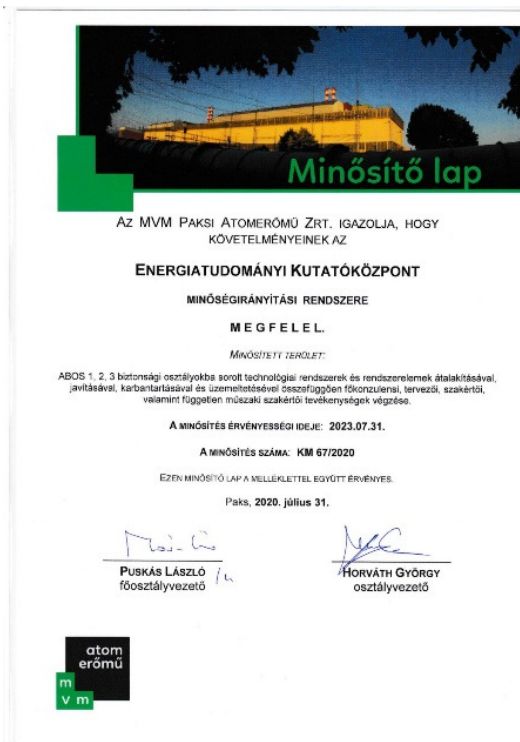 Minősítő lap
AZ MVM PAKSI ATOMERŐMŰ ZRT. IGAZOLJA, HOGY
KÖVETELMÉNYEINEK AZ
ENERGIATUDOMÁNYI KUTATÓKÖZPONT
MINŐSÉGIRÁNYÍTÁSI RENDSZERE
MEGFELEL.
MINŐSÍTETT TERÜLET:
ABOS 1, 2, 3 biztonsági osztályokba sorolt technológiai rendszerek és rendszerelemek átalakításával,
javításával, karbantartásával és üzemeltetésével összefüggően főkonzulensi, tervezői, szakértői,
valamint független műszaki szakértői tevékenységek végzése.
A MINŐSÍTÉS ÉRVÉNYESSÉGI IDEJE: 2023.07.31.
A MINŐSÍTÉS SZÁMA: KM 67/2020
EZEN MINŐSÍTŐ LAP A MELLÉKLETTEL EGYÜTT ÉRVÉNYES.
Paks, 2020. július 31.
PUSKÁS LÁSZLÓ
főosztályvezető
HORVÁTH GYÖRGY
osztályvezető
atom
erőmű
m
v m